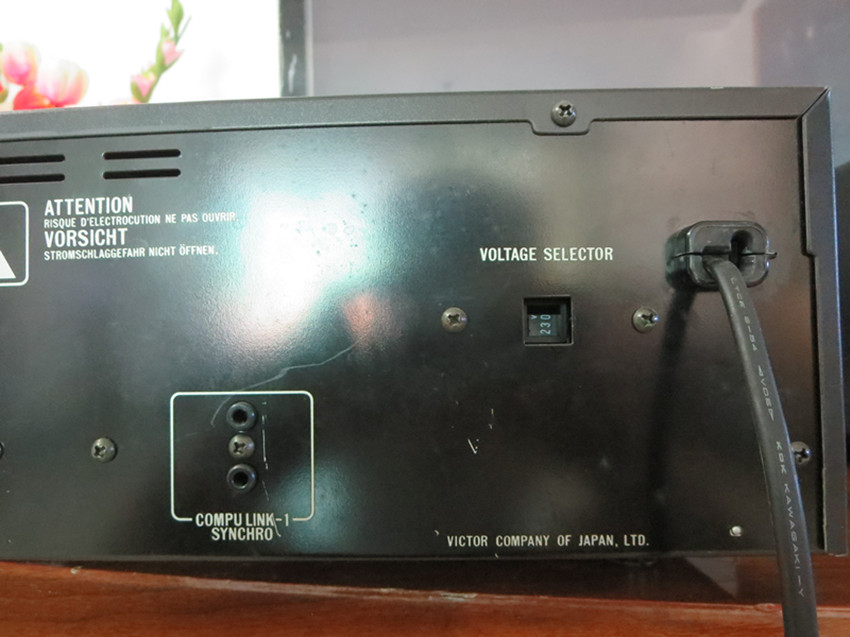 ATTENTION
RISQUE D'ELECTROCUTION NE PAS OUVRIR.
VORSICHT
STROMSCHLAGGEFAHR NICHT ÖFFNEN.
VOLTAGE SELECTOR
230 V
COMPU LINK-1
SYNCHRO
VICTOR COMPANY OF JAPAN, LTD.
KAWASAKI-Y